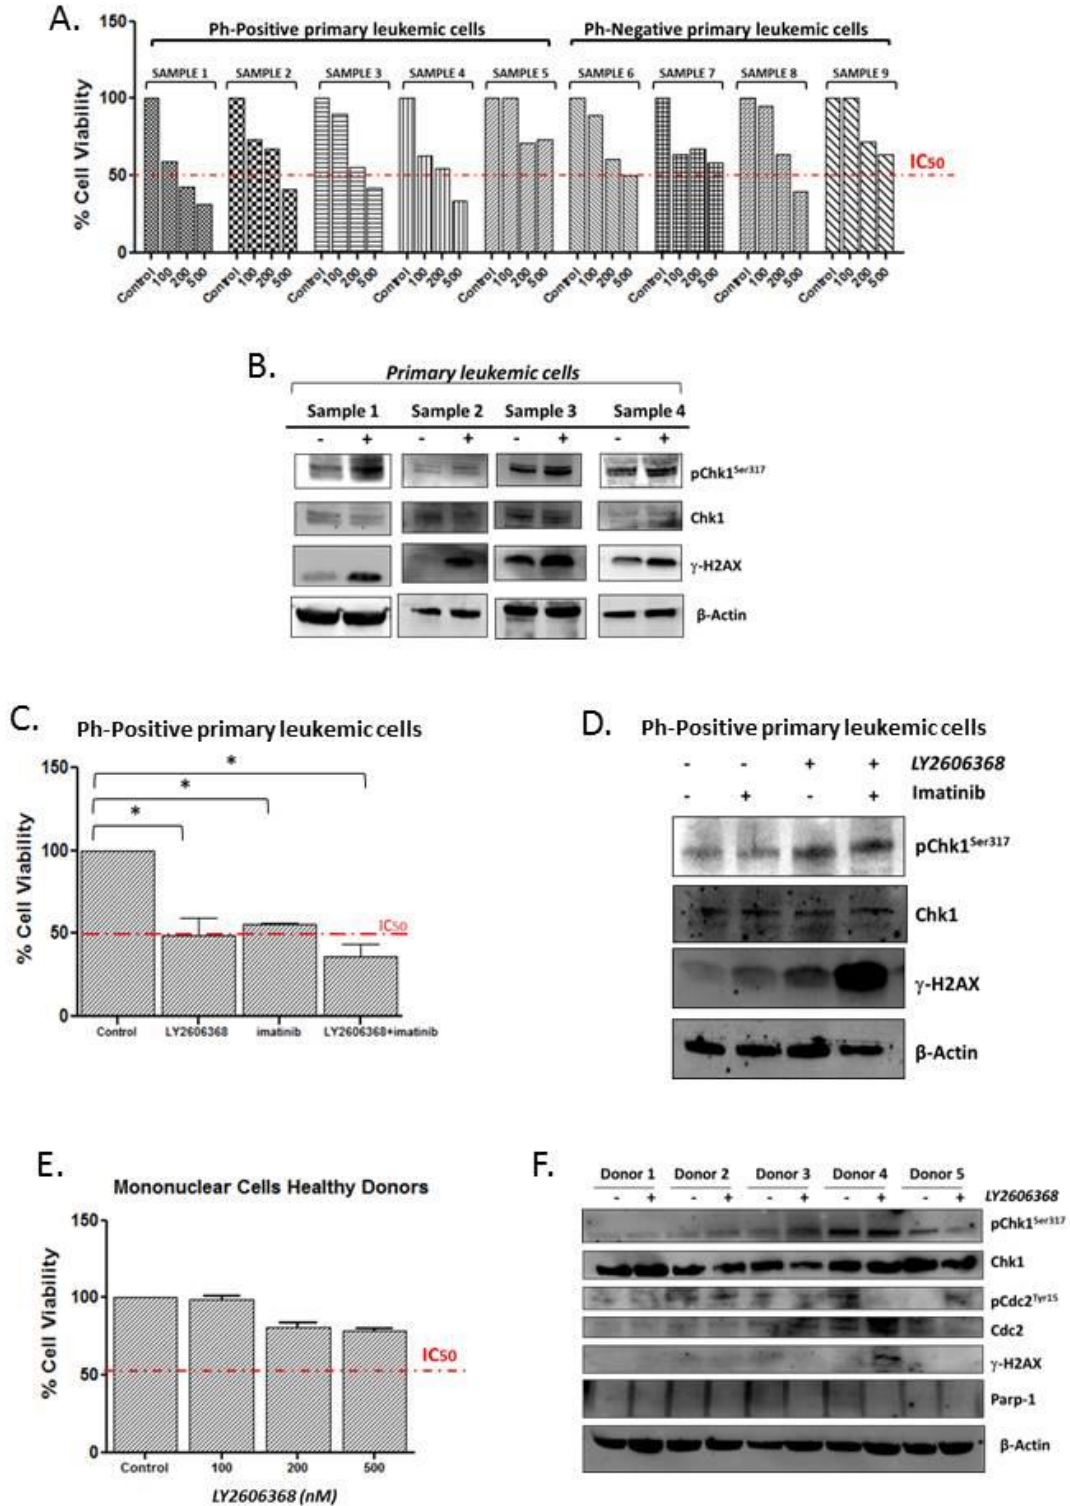 A.
150
100
50
0
% Cell Viability
Ph-Positive primary leukemic cells
Ph-Negative primary leukemic cells
SAMPLE 1 SAMPLE 2 SAMPLE 3 SAMPLE 4 SAMPLE 5 SAMPLE 6 SAMPLE 7 SAMPLE 8 SAMPLE 9
IC50
Control 100 200 500 Control 100 200 500 Control 100 200 500 Control 100 200 500 Control 100 200 500 Control 100 200 500 Control 100 200 500 Control 100 200 500 Control 100 200 500
B.
Primary leukemic cells
Sample 1 Sample 2 Sample 3 Sample 4
- + - + - + - +
pChk1Ser317
Chk1
γ-H2AX
β-Actin
C.
Ph-Positive primary leukemic cells
150
100
50
0
% Cell Viability
* * *
IC50
Control LY2606368 imatinib LY2606368+imatinib
D.
Ph-Positive primary leukemic cells
- - + + LY2606368
- + - + Imatinib
pChk1Ser317
Chk1
γ-H2AX
β-Actin
E.
Mononuclear Cells Healthy Donors
150
100
50
0
% Cell Viability
IC50
Control 100 200 500
LY2606368 (nM)
F.
Donor 1 Donor 2 Donor 3 Donor 4 Donor 5
- + - + - + - + - + LY2606368
pChk1Ser317
Chk1
pCdc2Tyr15
Cdc2
γ-H2AX
Parp-1
β-Actin